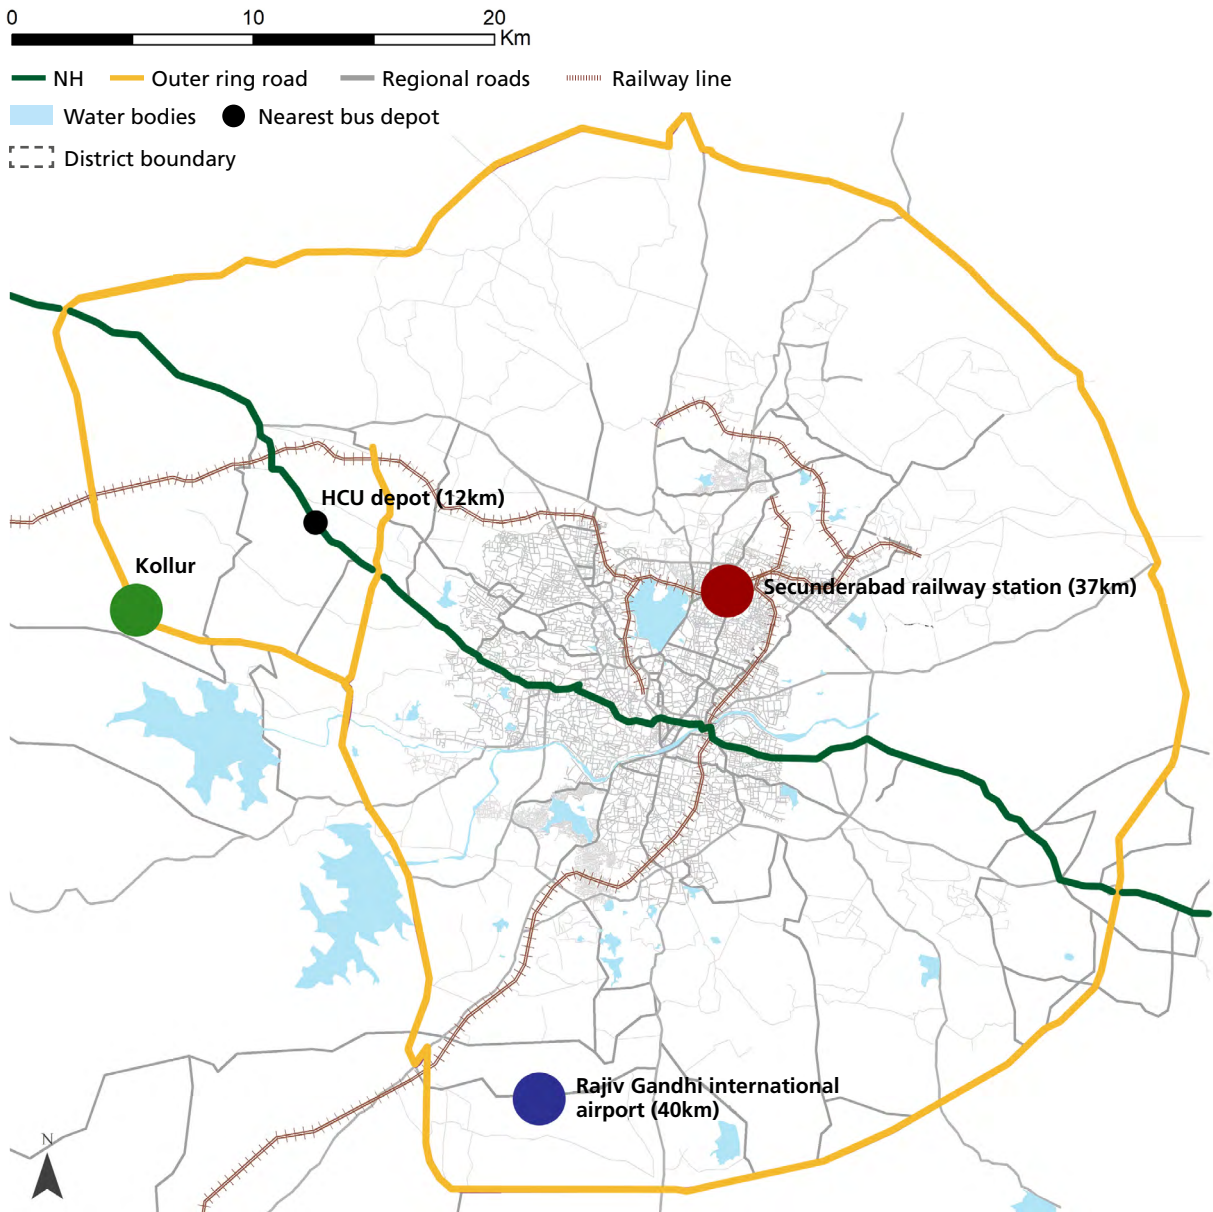 0 10 20
Km
NH Outer ring road Regional roads Railway line
Water bodies Nearest bus depot
District boundary
HCU depot (12km)
Kollur
Secunderabad railway station (37km)
Rajiv Gandhi international
airport (40km)
N